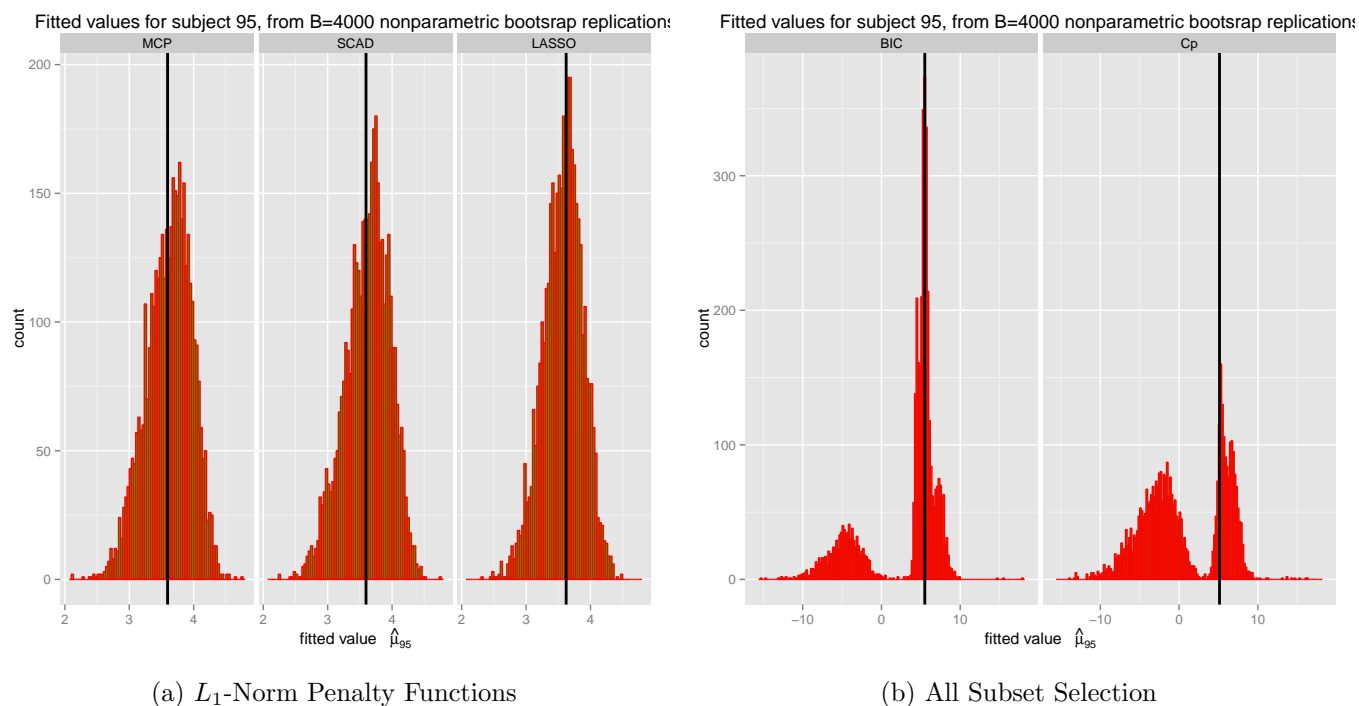 Fitted values for subject 95, from B=4000 nonparametric bootsrap replications
MCP
SCAD
LASSO
200
150
100
50
0
count
2
3
4
2
3
4
2
3
4
fitted value μ̂95
(a) L1-Norm Penalty Functions
Fitted values for subject 95, from B=4000 nonparametric bootsrap replications
BIC
Cp
300
200
100
0
count
−10
0
10
−10
0
10
fitted value μ̂95
(b) All Subset Selection